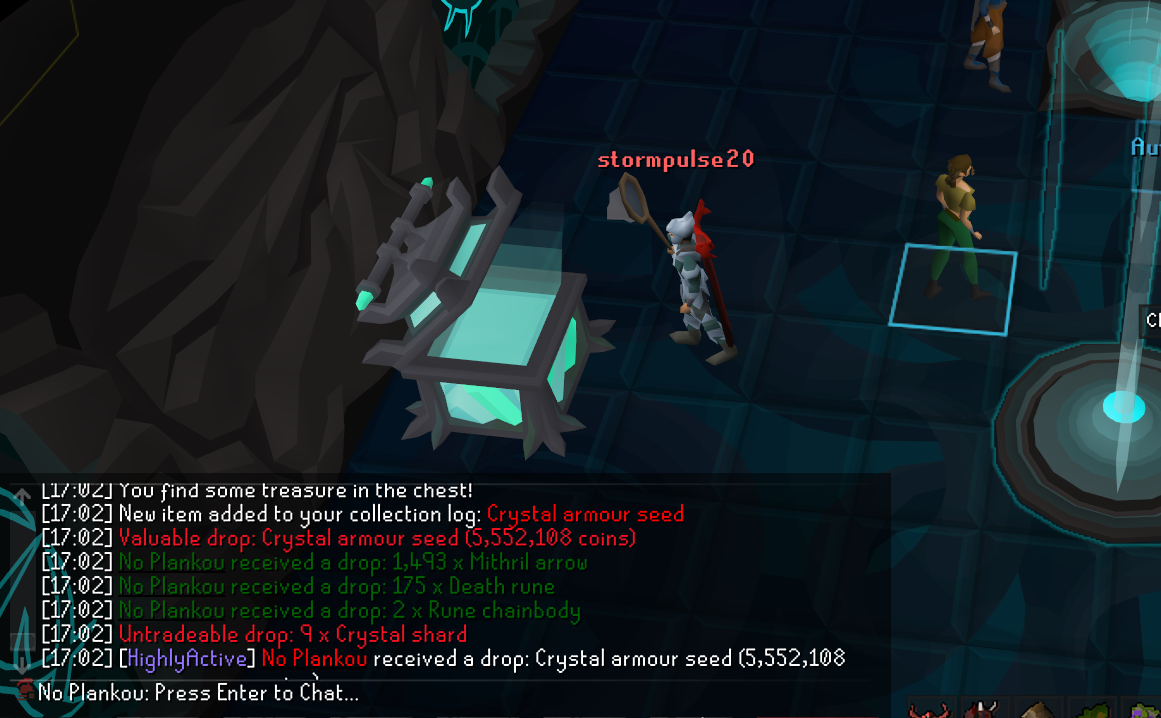 stormpulse20
[17:02] You find some treasure in the chest!
[17:02] New item added to your collection log: Crystal armour seed
[17:02] Valuable drop: Crystal armour seed (5,552,108 coins)
[17:02] No Plankou received a drop: 1,493 x Mithril arrow
[17:02] No Plankou received a drop: 175 x Death rune
[17:02] No Plankou received a drop: 2 x Rune chainbody
[17:02] Untradeable drop: 9 x Crystal shard
[17:02] [HighlyActive] No Plankou received a drop: Crystal armour seed (5,552,108
No Plankou: Press Enter to Chat...